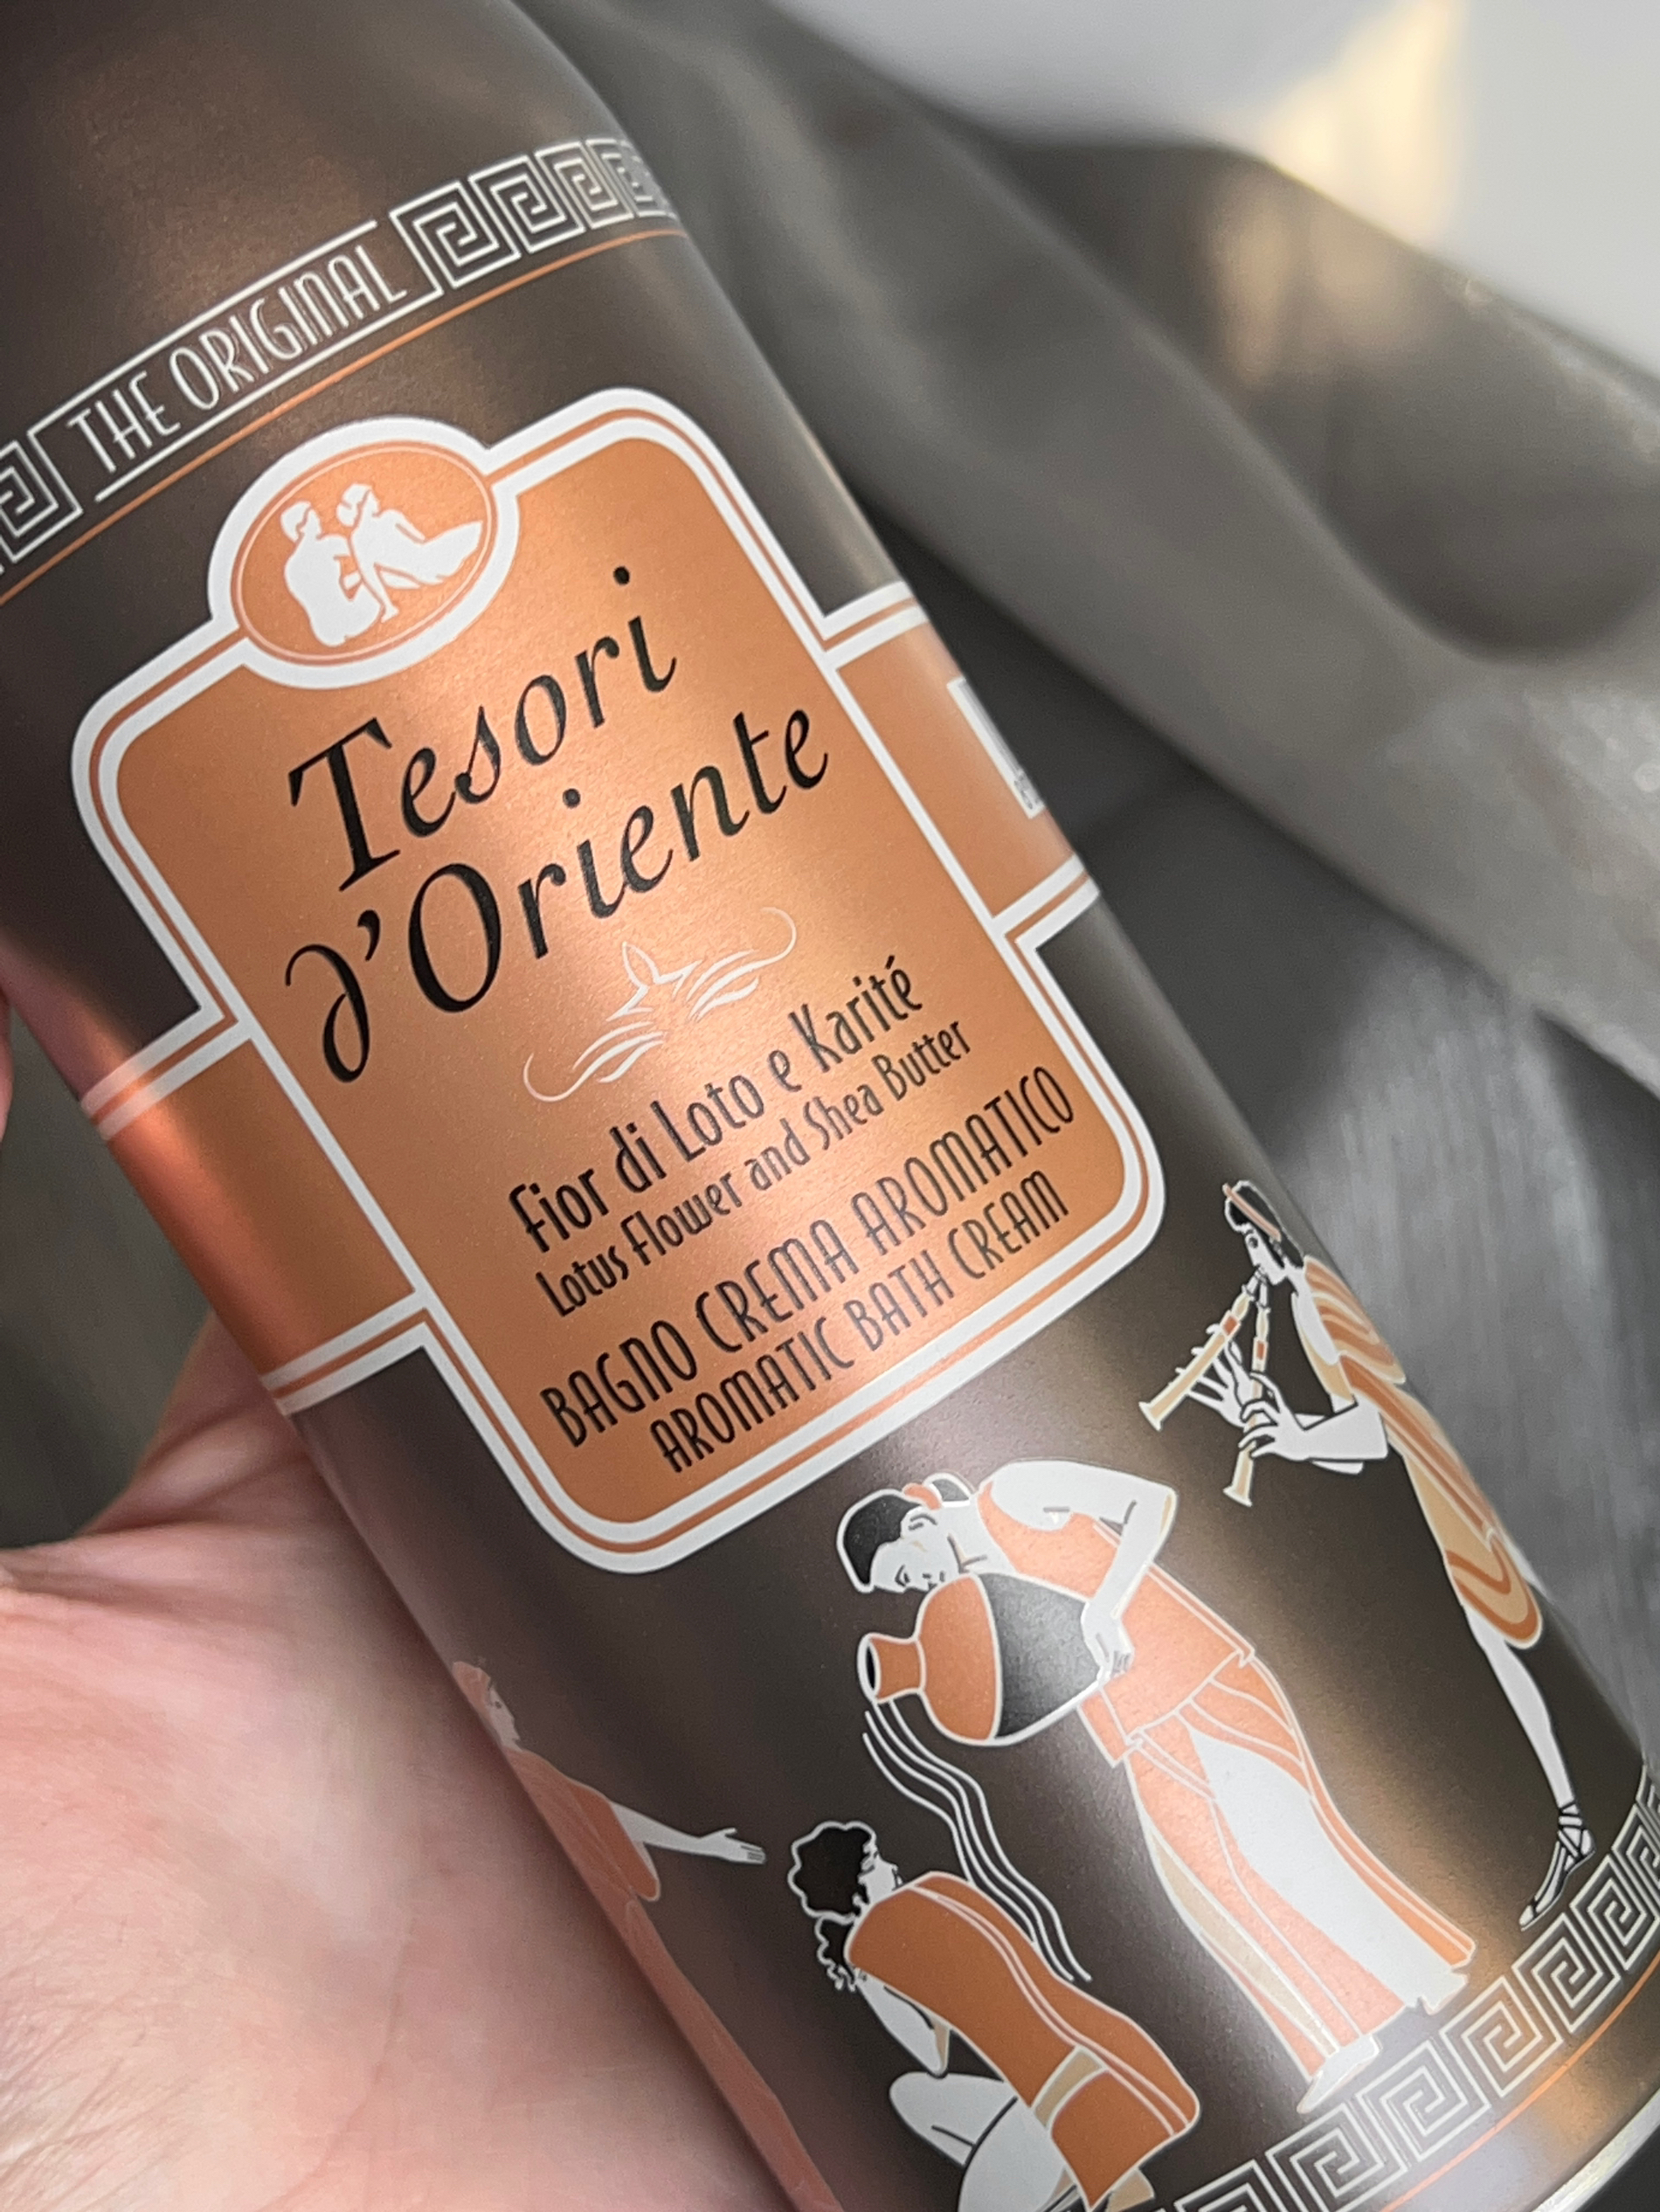 THE ORIGINAL
Tesori
d'Oriente
Fior di Loto e Karité
Lotus Flower and Shea Butter
BAGNO CREMA AROMATICO
AROMATIC BATH CREAM